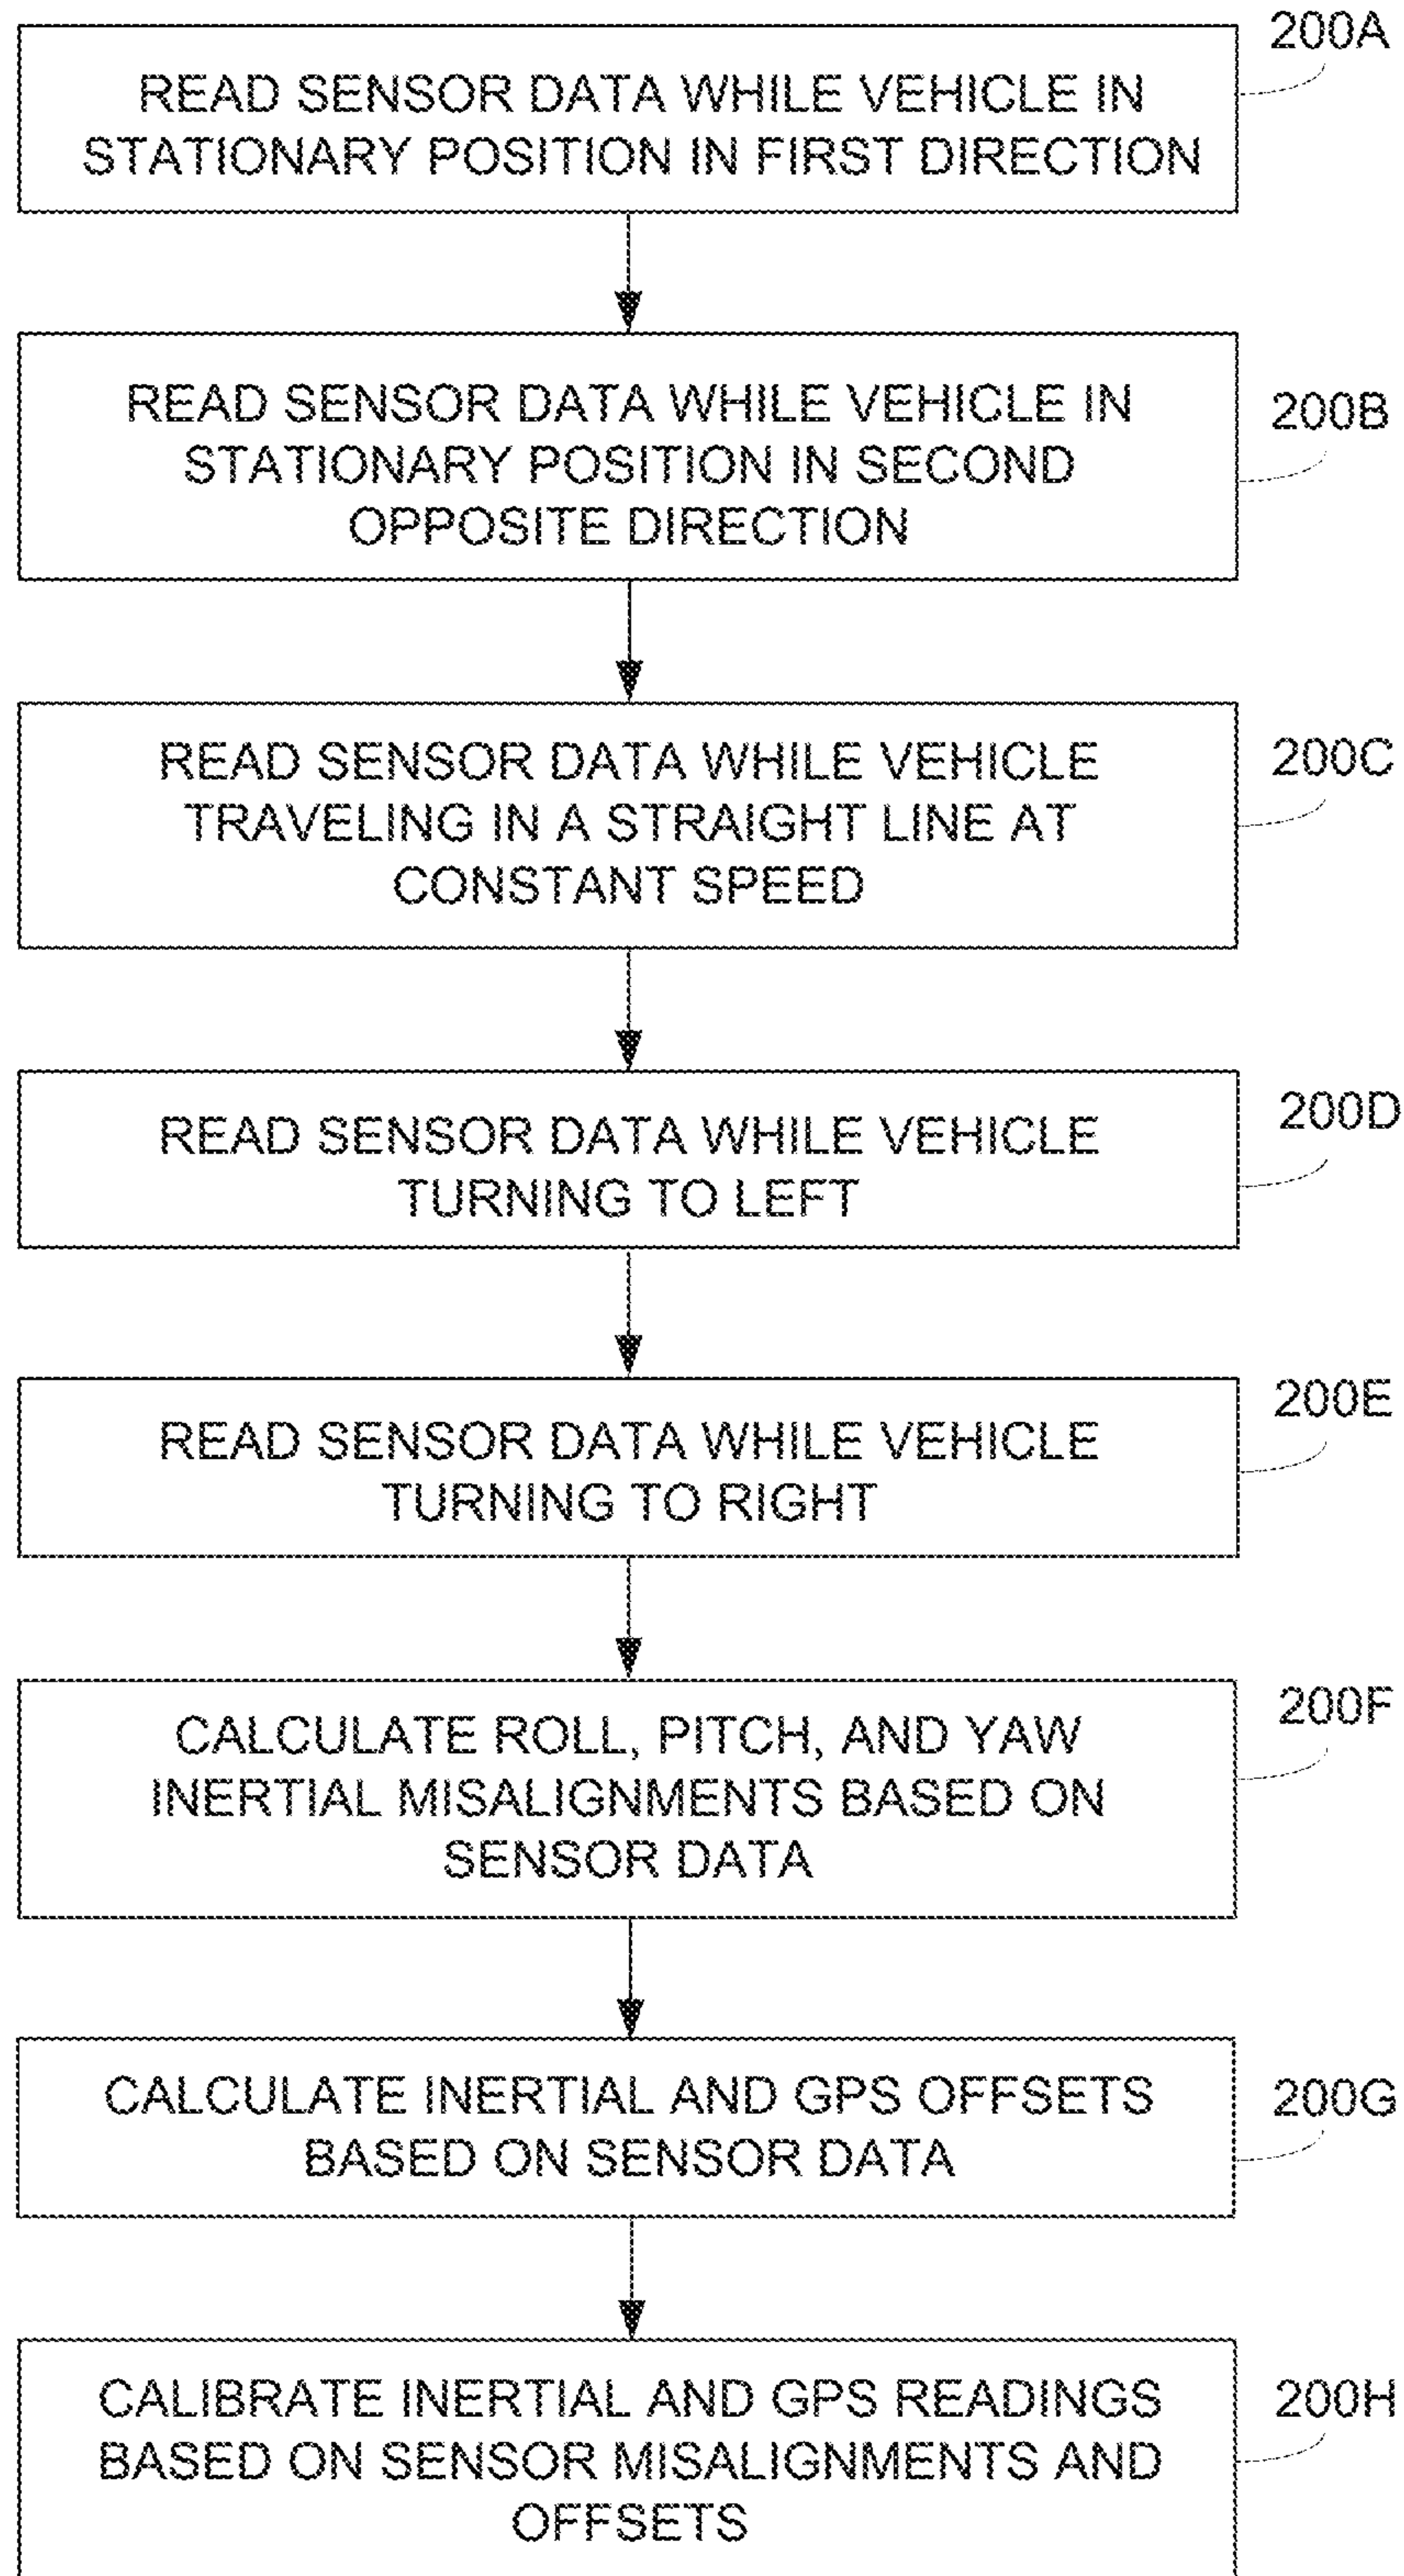 200A
READ SENSOR DATA WHILE VEHICLE IN
STATIONARY POSITION IN FIRST DIRECTION
READ SENSOR DATA WHILE VEHICLE IN
200B
STATIONARY POSITION IN SECOND
OPPOSITE DIRECTION
READ SENSOR DATA WHILE VEHICLE
200C
TRAVELING IN A STRAIGHT LINE AT
CONSTANT SPEED
200D
READ SENSOR DATA WHILE VEHICLE
TURNING TO LEFT
200E
READ SENSOR DATA WHILE VEHICLE
TURNING TO RIGHT
200F
CALCULATE ROLL, PITCH, AND YAW
INERTIAL MISALIGNMENTS BASED ON
SENSOR DATA
CALCULATE INERTIAL AND GPS OFFSETS
200G
BASED ON SENSOR DATA
CALIBRATE INERTIAL AND GPS READINGS
200H
BASED ON SENSOR MISALIGNMENTS AND
OFFSETS